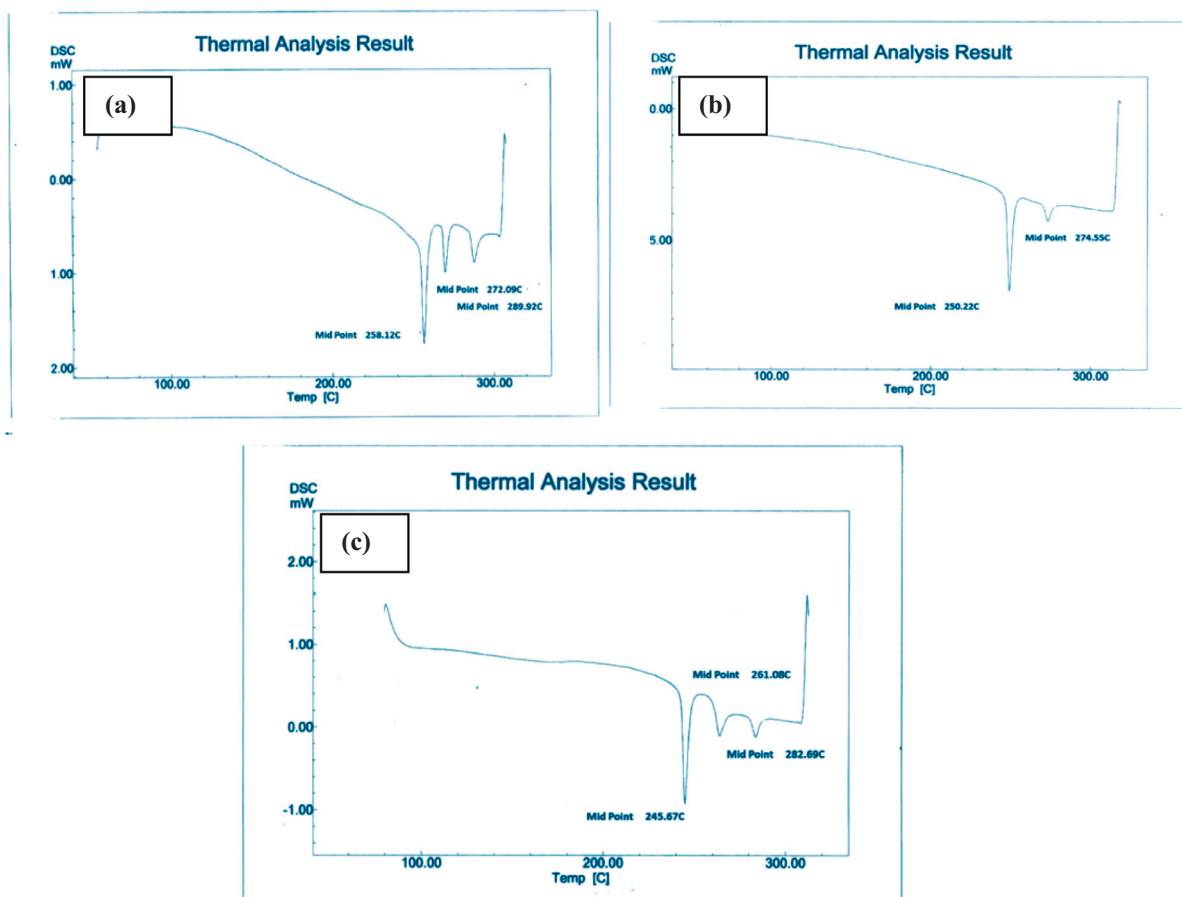 Thermal Analysis Result
DSC
mW
(a)
1.00
0.00
1.00
2.00
Mid Point 272.09C
Mid Point 289.92C
Mid Point 258.12C
100.00
200.00
300.00
Temp [C]
Thermal Analysis Result
DSC
mW
(b)
0.00
5.00
Mid Point 274.55C
Mid Point 250.22C
100.00
200.00
300.00
Temp [C]
Thermal Analysis Result
DSC
mW
(c)
2.00
1.00
0.00
-1.00
Mid Point 261.08C
Mid Point 282.69C
Mid Point 245.67C
100.00
200.00
300.00
Temp [C]